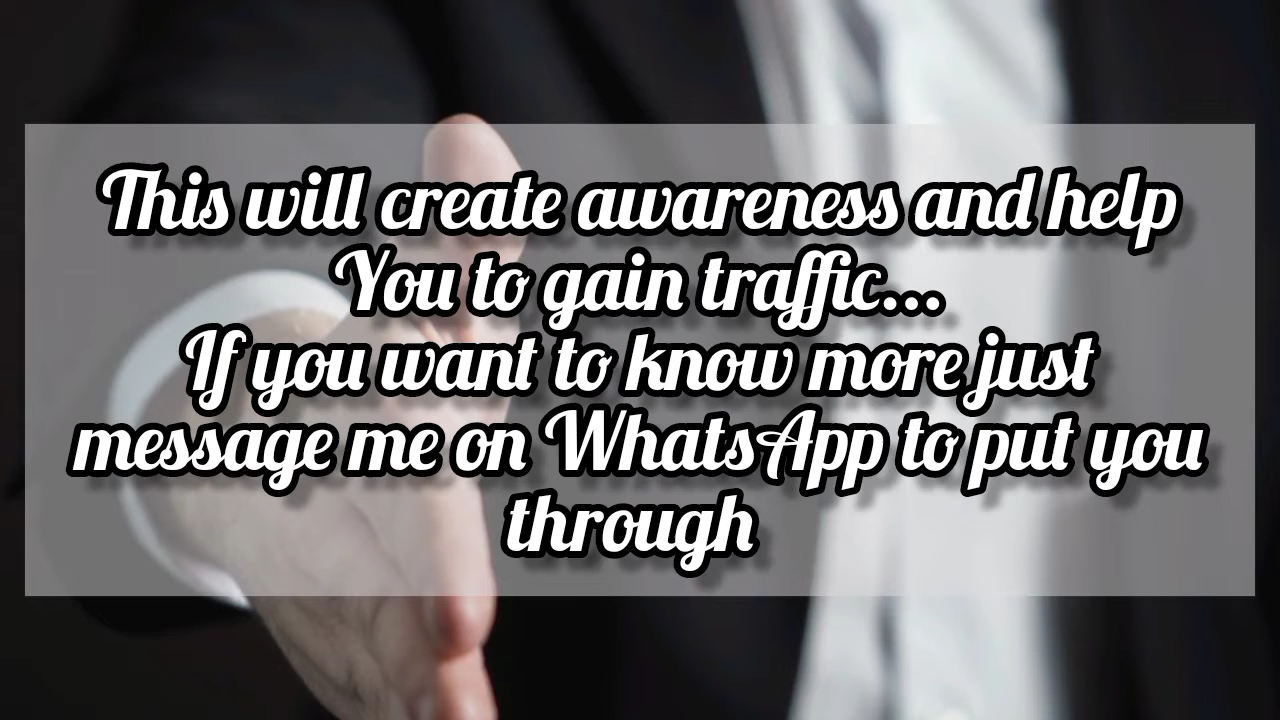 This will create awareness and help
You to gain traffic...
If you want to know more just
message me on WhatsApp to put you
through